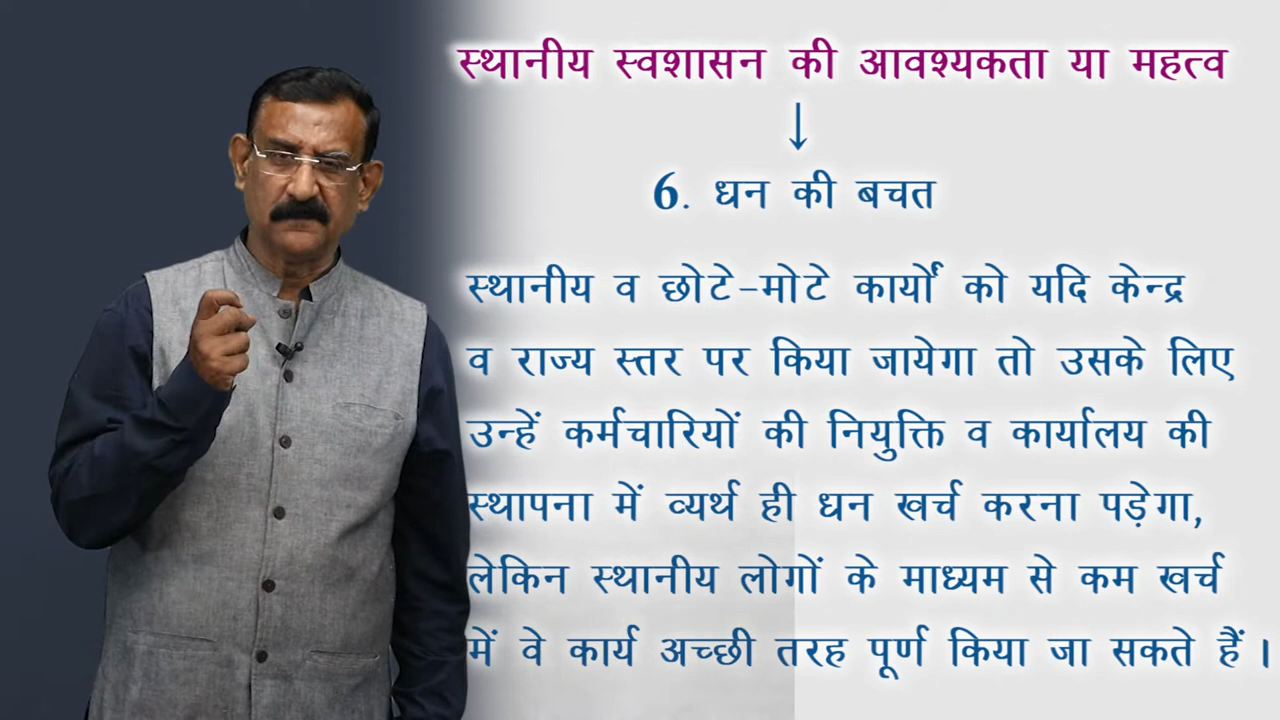 स्थानीय स्वशासन की आवश्यकता या महत्व
↓
6. धन की बचत
स्थानीय व छोटे-मोटे कार्यों को यदि केन्द्र
व राज्य स्तर पर किया जायेगा तो उसके लिए
उन्हें कर्मचारियों की नियुक्ति व कार्यालय की
स्थापना में व्यर्थ ही धन खर्च करना पड़ेगा,
लेकिन स्थानीय लोगों के माध्यम से कम खर्च
में वे कार्य अच्छी तरह पूर्ण किया जा सकते हैं।